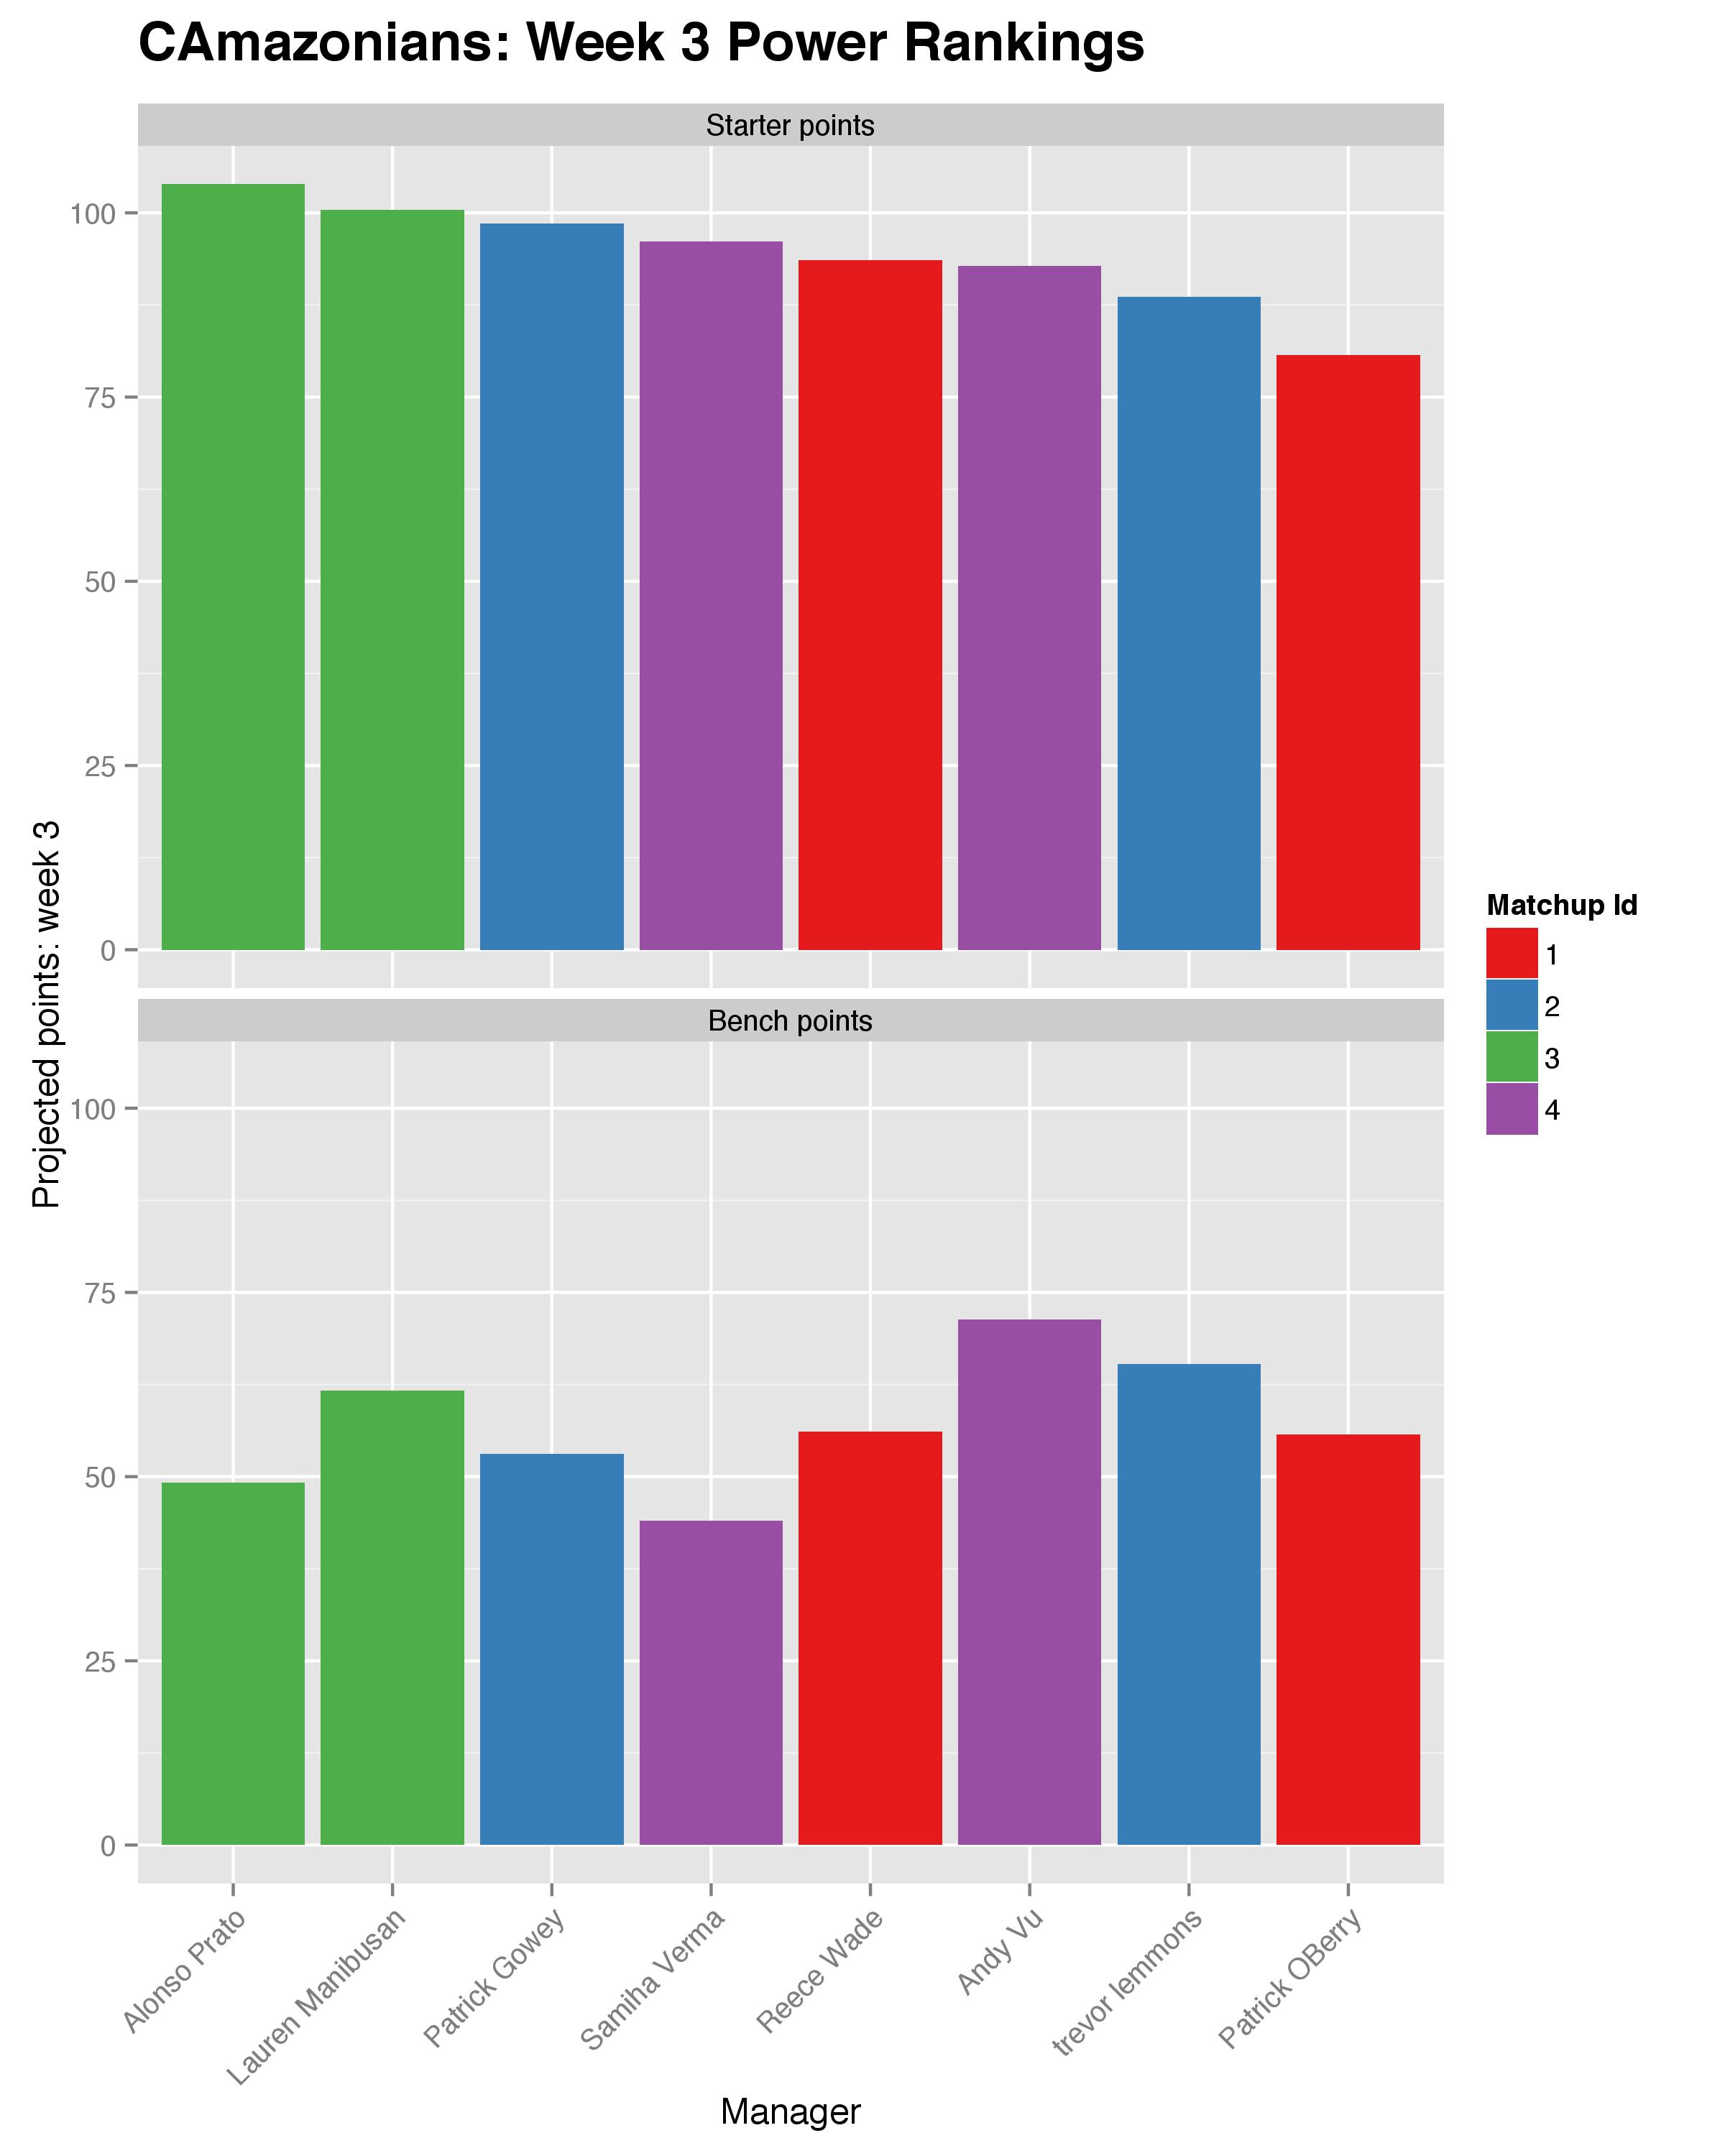 CAmazonians: Week 3 Power Rankings
Starter points
100
75
50
25
0
Projected points: week 3
Bench points
100
75
50
25
0
Alonso Prato
Lauren Manibusan
Patrick Gowey
Samiha Verma
Reece Wade
Andy Vu
trevor lemmons
Patrick OBerry
Manager
Matchup Id
1
2
3
4